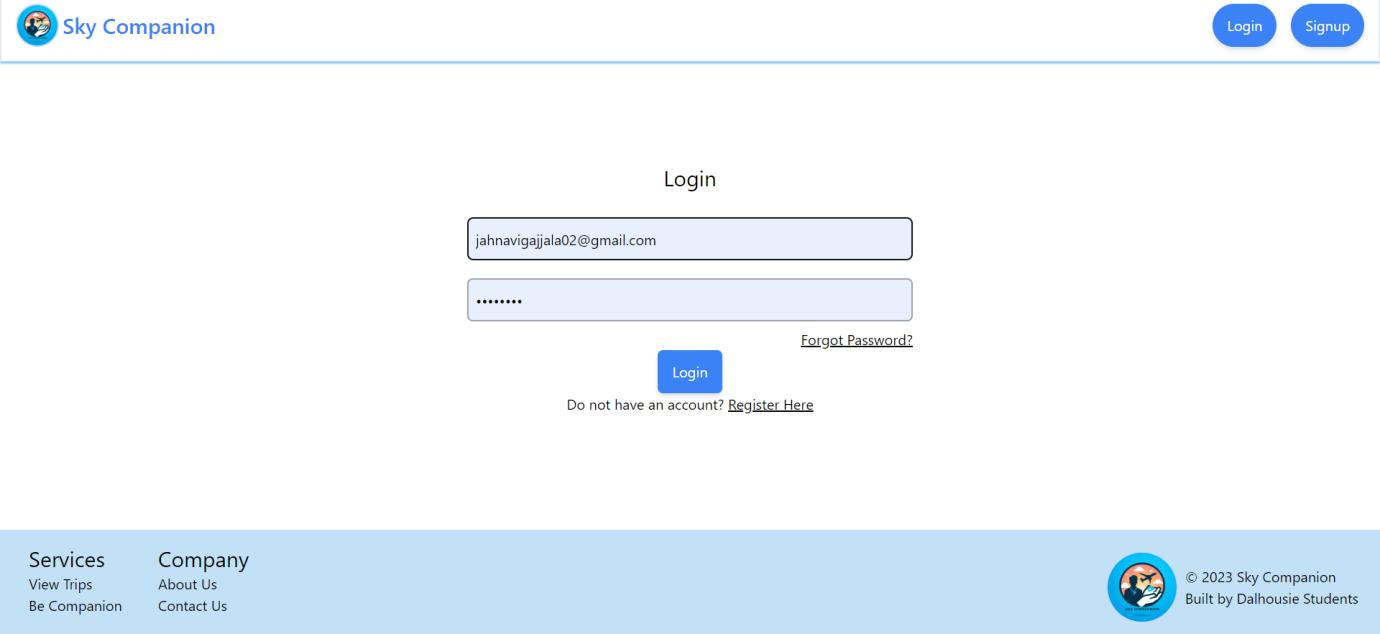 Sky Companion
Login
Signup
Login
jahnavigajjala02@gmail.com
••••••••
Forgot Password?
Login
Do not have an account? Register Here
Services
View Trips
Be Companion
Company
About Us
Contact Us
© 2023 Sky Companion
Built by Dalhousie Students